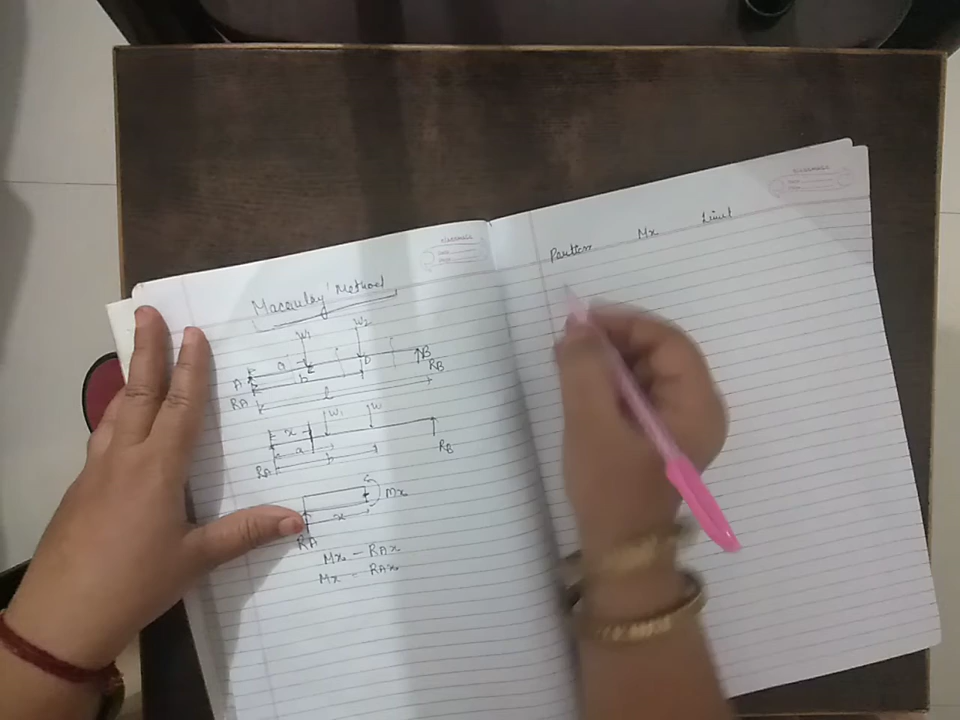 Macaulay' Method
W1 W2
a
A E D B
b
RA RB
l
W1 W
x
a
b
RA RB
Mx
x
RA
Mx - RAx
Mx = RAx
Portion Mx Limit